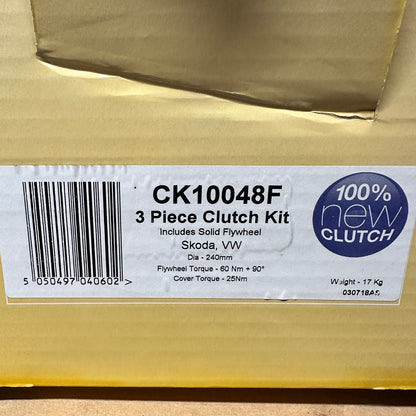 CK10048F
3 Piece Clutch Kit
Includes Solid Flywheel
Skoda, VW
Dia - 240mm
Flywheel Torque - 60 Nm + 90°
Cover Torque - 25Nm
5 050497 040602 >
100%
new
CLUTCH
Weight - 17 Kg
030718AS